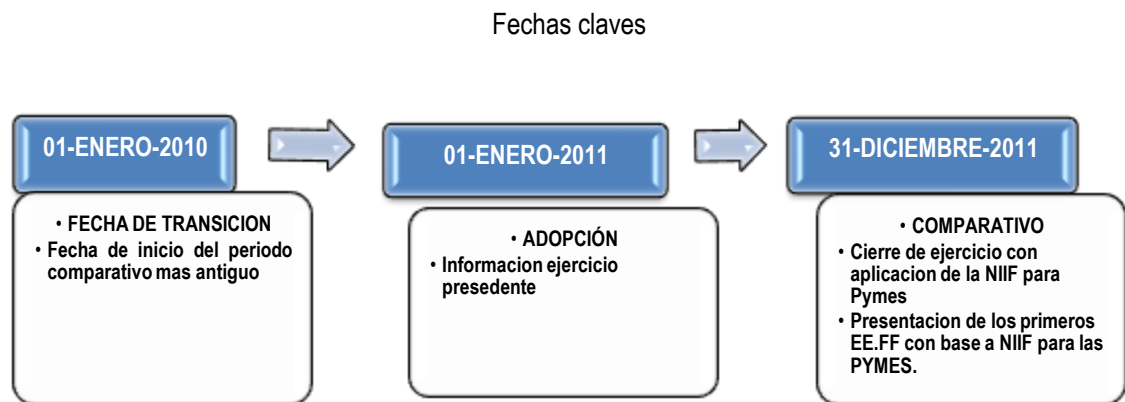 Fechas claves
01-ENERO-2010
• FECHA DE TRANSICION
• Fecha de inicio del periodo
comparativo mas antiguo
01-ENERO-2011
• ADOPCIÓN
• Informacion ejercicio
presedente
31-DICIEMBRE-2011
• COMPARATIVO
• Cierre de ejercicio con
aplicacion de la NIIF para
Pymes
• Presentacion de los primeros
EE.FF con base a NIIF para las
PYMES.